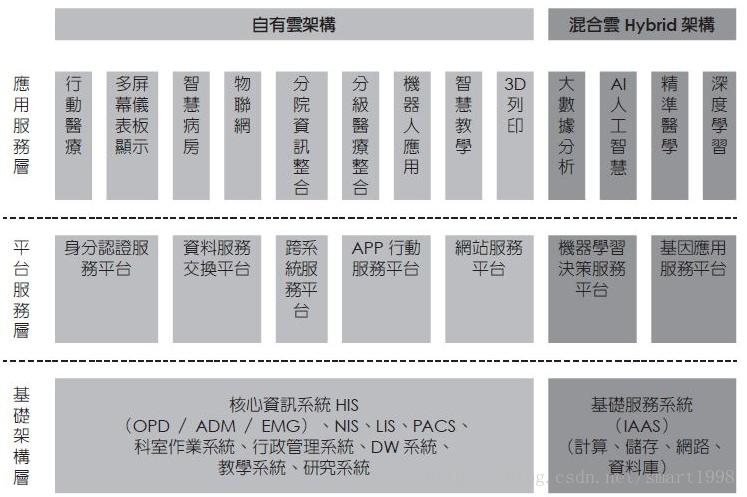 自有雲架構
混合雲 Hybrid 架構
應用服務層
行動醫療
多屏幕儀表板顯示
智慧病房
物聯網
分院資訊整合
分級醫療整合
機器人應用
智慧教學
3D列印
大數據分析
AI人工智慧
精準醫學
深度學習
平台服務層
身分認證服
務平台
資料服務
交換平台
跨系
統服
務平
台
APP 行動
服務平台
網站服務
平台
機器學習
決策服務
平台
基因應用
服務平台
基礎架構層
核心資訊系統 HIS
（OPD / ADM / EMG）、NIS、LIS、PACS、
科室作業系統、行政管理系統、DW 系統、
教學系統、研究系統
基礎服務系統
（IAAS）
（計算、儲存、網路、
資料庫）
blog.csdn.net/smart1998